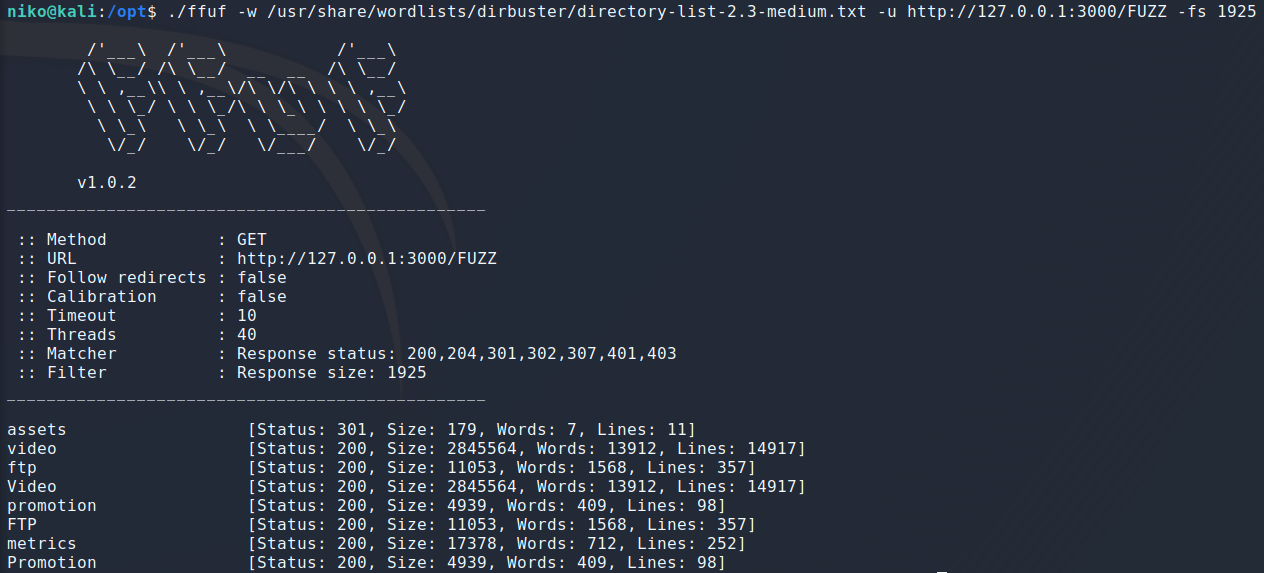 niko@kali:/opt$ ./ffuf -w /usr/share/wordlists/dirbuster/directory-list-2.3-medium.txt -u http://127.0.0.1:3000/FUZZ -fs 1925
        /'___\  /'___\           /'___\
       /\ \__/ /\ \__/  __  __  /\ \__/
       \ \ ,__\\ \ ,__\/\ \/\ \ \ \ ,__\
        \ \ \_/ \ \ \_/\ \ \_\ \ \ \ \_/
         \ \_\   \ \_\  \ \____/  \ \_\
          \/_/    \/_/   \/___/    \/_/
       v1.0.2
________________________________________________
 :: Method           : GET
 :: URL              : http://127.0.0.1:3000/FUZZ
 :: Follow redirects : false
 :: Calibration      : false
 :: Timeout          : 10
 :: Threads          : 40
 :: Matcher          : Response status: 200,204,301,302,307,401,403
 :: Filter           : Response size: 1925
________________________________________________
assets                  [Status: 301, Size: 179, Words: 7, Lines: 11]
video                   [Status: 200, Size: 2845564, Words: 13912, Lines: 14917]
ftp                     [Status: 200, Size: 11053, Words: 1568, Lines: 357]
Video                   [Status: 200, Size: 2845564, Words: 13912, Lines: 14917]
promotion               [Status: 200, Size: 4939, Words: 409, Lines: 98]
FTP                     [Status: 200, Size: 11053, Words: 1568, Lines: 357]
metrics                 [Status: 200, Size: 17378, Words: 712, Lines: 252]
Promotion               [Status: 200, Size: 4939, Words: 409, Lines: 98]